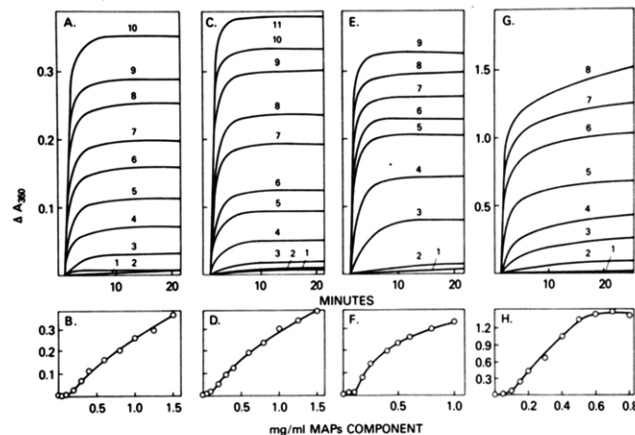 A. C. E. G.
10 11
10 9 8
9 9 8 7
8 8 7 6
7 7 6 5
6 6 5 4
5 5 4 3
4 4 3 2
3 3 2 1 2 1
1 2 1
0.3
0.2
0.1
1.5
1.0
0.5
Δ A350
10 20 10 20 10 20 10 20
MINUTES
B. D. F. H.
0.3
0.2
0.1
1.2
0.9
0.6
0.3
0.5 1.0 1.5 0.5 1.0 1.5 0.5 1.0 0.2 0.4 0.6 0.8
mg/ml MAPs COMPONENT